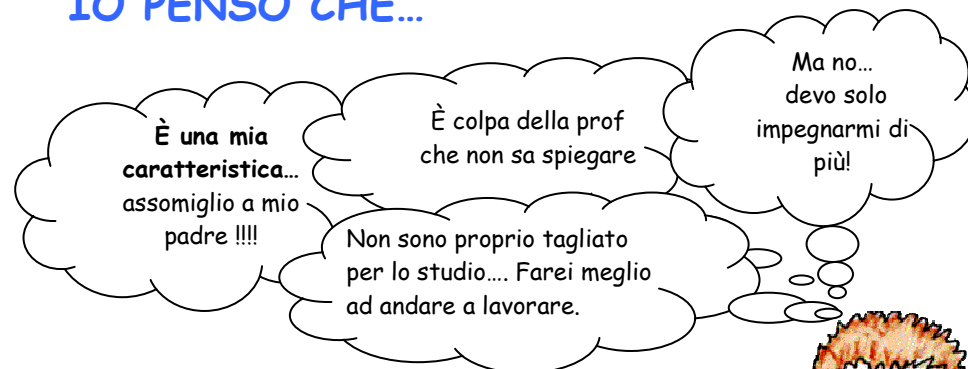 IO PENSO CHE…
È una mia
caratteristica…
assomiglio a mio
padre !!!!
È colpa della prof
che non sa spiegare
Ma no…
devo solo
impegnarmi di
più!
Non sono proprio tagliato
per lo studio…. Farei meglio
ad andare a lavorare.